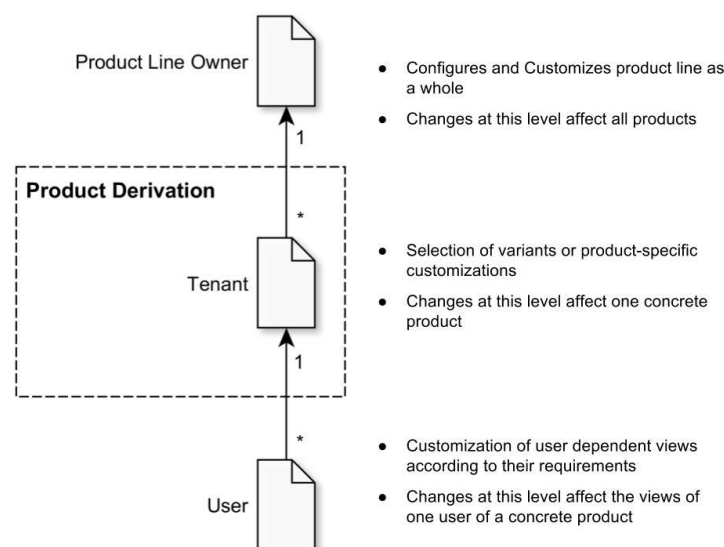 Product Line Owner
● Configures and Customizes product line as
a whole
● Changes at this level affect all products
1
Product Derivation
*
Tenant
● Selection of variants or product-specific
customizations
● Changes at this level affect one concrete
product
1
*
User
● Customization of user dependent views
according to their requirements
● Changes at this level affect the views of
one user of a concrete product